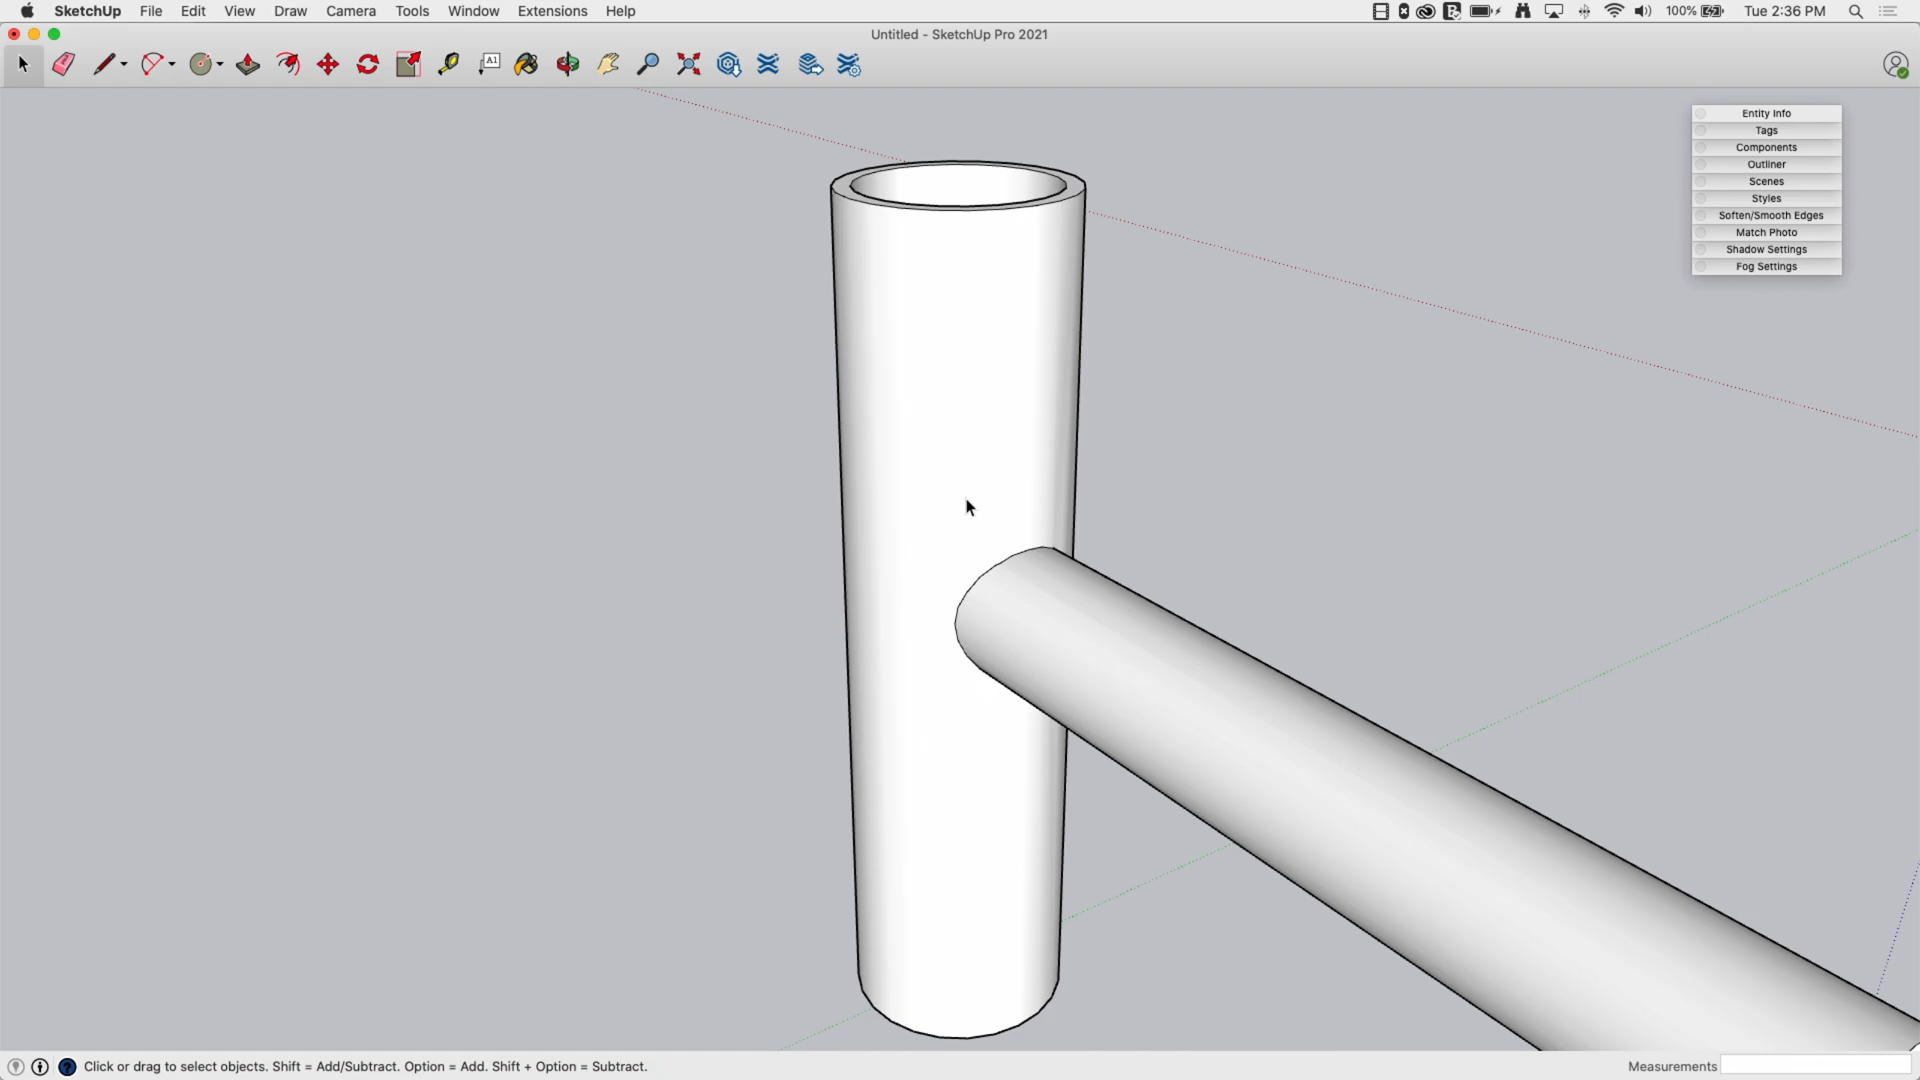 SketchUp File Edit View Draw Camera Tools Window Extensions Help 100% Tue 2:36 PM
Untitled - SketchUp Pro 2021
A1
Entity Info
Tags
Components
Outliner
Scenes
Styles
Soften/Smooth Edges
Match Photo
Shadow Settings
Fog Settings
Click or drag to select objects. Shift = Add/Subtract. Option = Add. Shift + Option = Subtract. Measurements